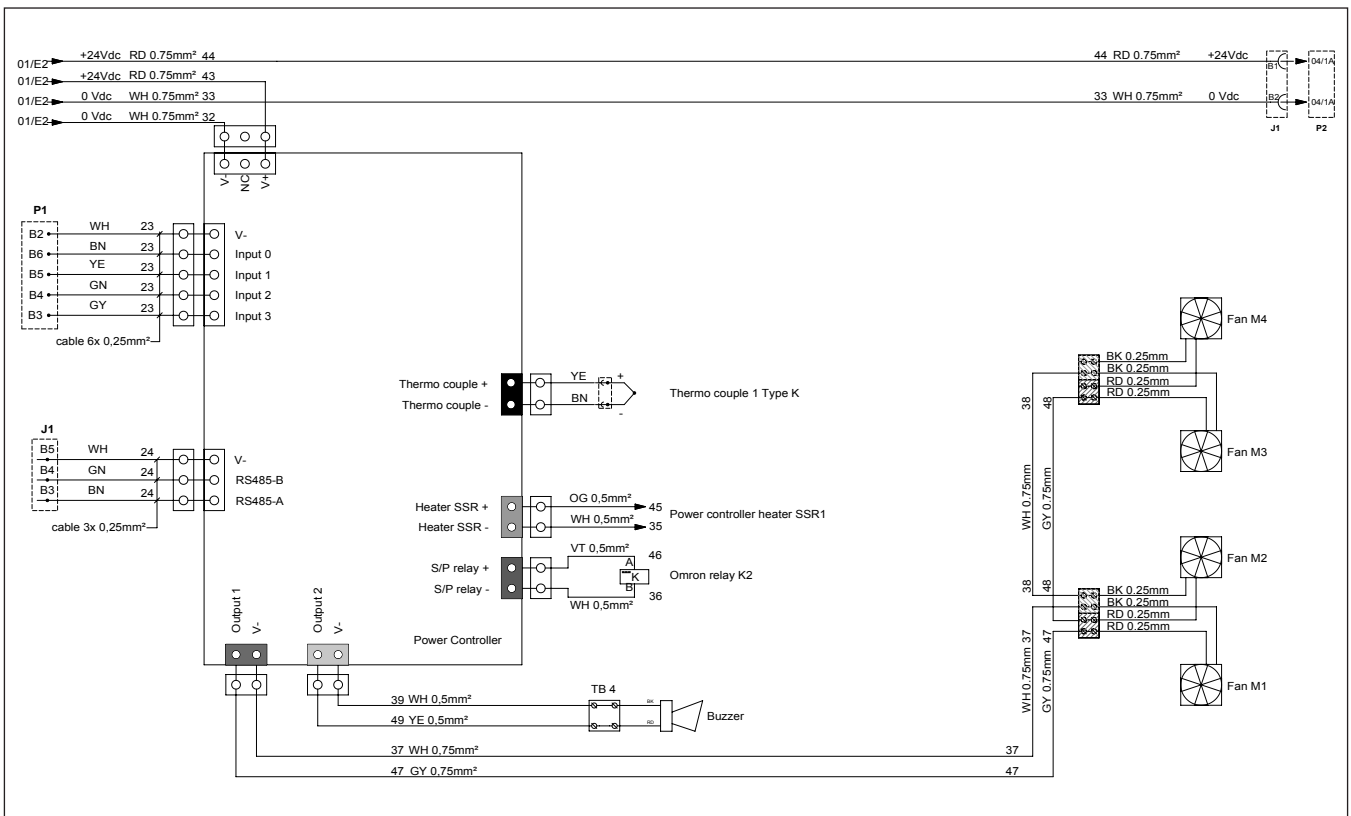 01/E2 +24Vdc RD 0.75mm² 44
44 RD 0.75mm² +24Vdc
B1 04/1A
01/E2 +24Vdc RD 0.75mm² 43
01/E2 0 Vdc WH 0.75mm² 33
33 WH 0.75mm² 0 Vdc
B2 04/1A
01/E2 0 Vdc WH 0.75mm² 32
J1 P2
V- NC V+
P1
B2 WH 23 V-
B6 BN 23 Input 0
B5 YE 23 Input 1
B4 GN 23 Input 2
B3 GY 23 Input 3
cable 6x 0,25mm²
Thermo couple + YE +
Thermo couple - BN -
Thermo couple 1 Type K
J1
B5 WH 24 V-
B4 GN 24 RS485-B
B3 BN 24 RS485-A
cable 3x 0,25mm²
Heater SSR + OG 0,5mm² 45
Heater SSR - WH 0,5mm² 35
Power controller heater SSR1
S/P relay + VT 0,5mm² 46
A
K
B
Omron relay K2
S/P relay - WH 0,5mm² 36
Power Controller
Output 1 V- Output 2 V-
TB 4
39 WH 0,5mm² BK
49 YE 0,5mm² RD
Buzzer
37 WH 0,75mm² 37
47 GY 0,75mm² 47
Fan M4
BK 0.25mm
BK 0.25mm
RD 0.25mm
RD 0.25mm
Fan M3
38 WH 0.75mm² 38
48 GY 0.75mm² 48
Fan M2
BK 0.25mm
BK 0.25mm
RD 0.25mm
RD 0.25mm
Fan M1
WH 0.75mm² 37
GY 0.75mm² 47